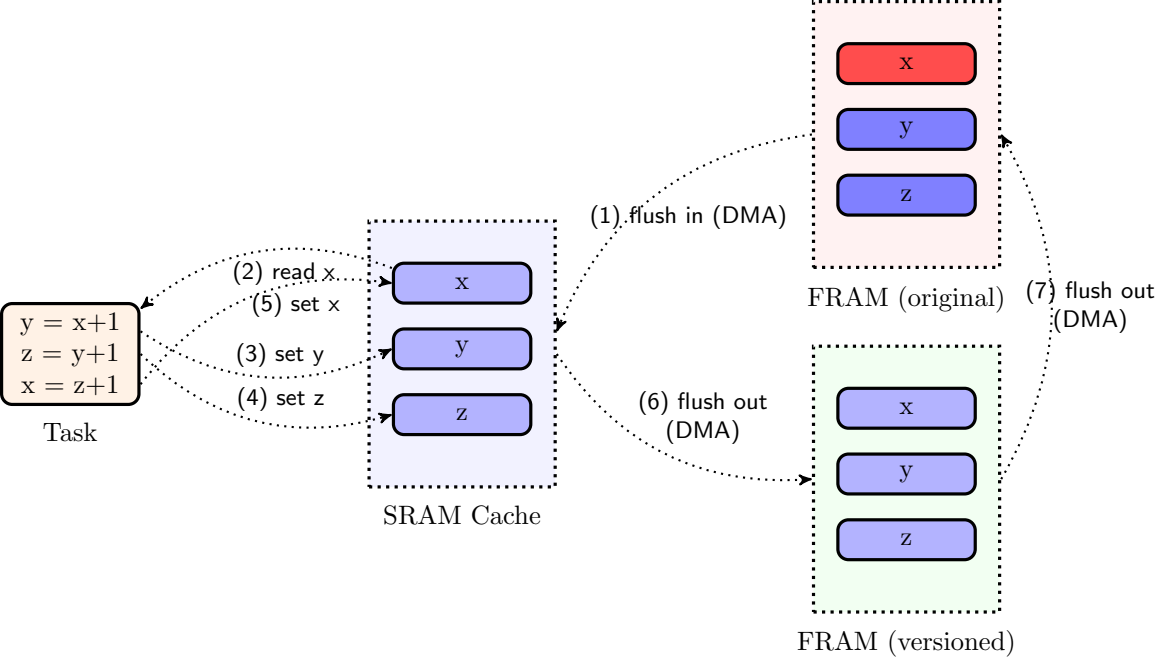 x
y
z
FRAM (original)
(1) flush in (DMA)
(7) flush out
(DMA)
y = x+1
z = y+1
x = z+1
Task
(2) read x
(5) set x
(3) set y
(4) set z
x
y
z
SRAM Cache
(6) flush out
(DMA)
x
y
z
FRAM (versioned)